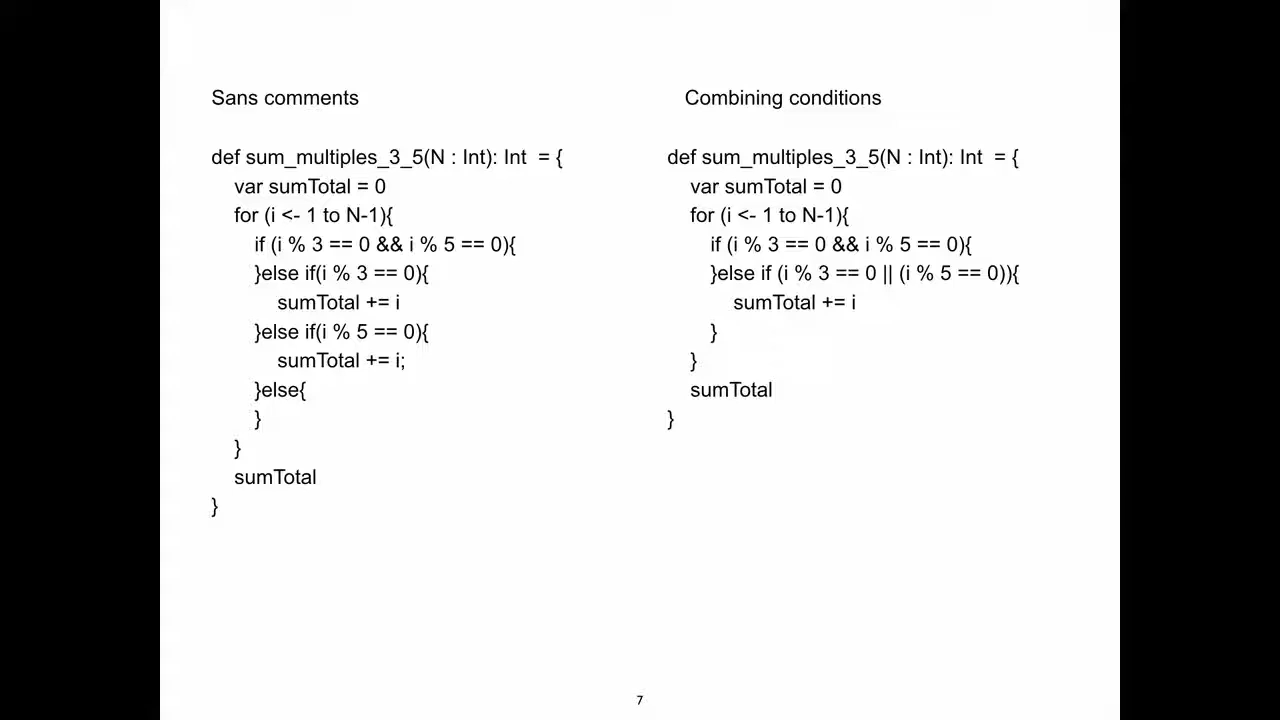 Sans comments
def sum_multiples_3_5(N : Int): Int  = {
var sumTotal = 0
for (i <- 1 to N-1){
if (i % 3 == 0 && i % 5 == 0){
}else if(i % 3 == 0){
sumTotal += i
}else if(i % 5 == 0){
sumTotal += i;
}else{
}
}
sumTotal
}
Combining conditions
def sum_multiples_3_5(N : Int): Int  = {
var sumTotal = 0
for (i <- 1 to N-1){
if (i % 3 == 0 && i % 5 == 0){
}else if (i % 3 == 0 || (i % 5 == 0)){
sumTotal += i
}
}
sumTotal
}
7